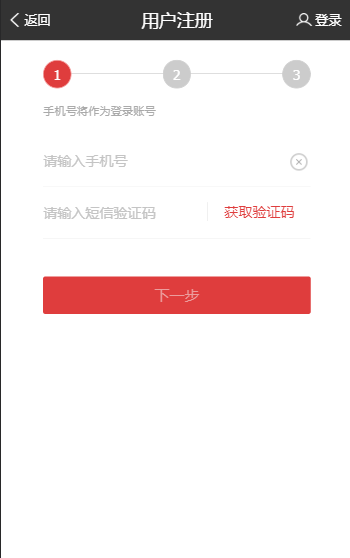 返回 用户注册 登录
1 2 3
手机号将作为登录账号
请输入手机号
请输入短信验证码 获取验证码
下一步